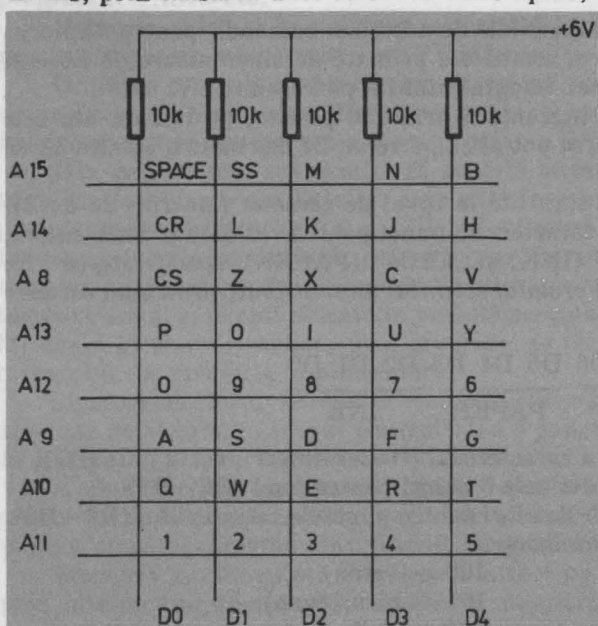 +6V
10k 10k 10k 10k 10k
A15 SPACE SS M N B
A14 CR L K J H
A8 CS Z X C V
A13 P O I U Y
A12 0 9 8 7 6
A9 A S D F G
A10 Q W E R T
A11 1 2 3 4 5
D0 D1 D2 D3 D4